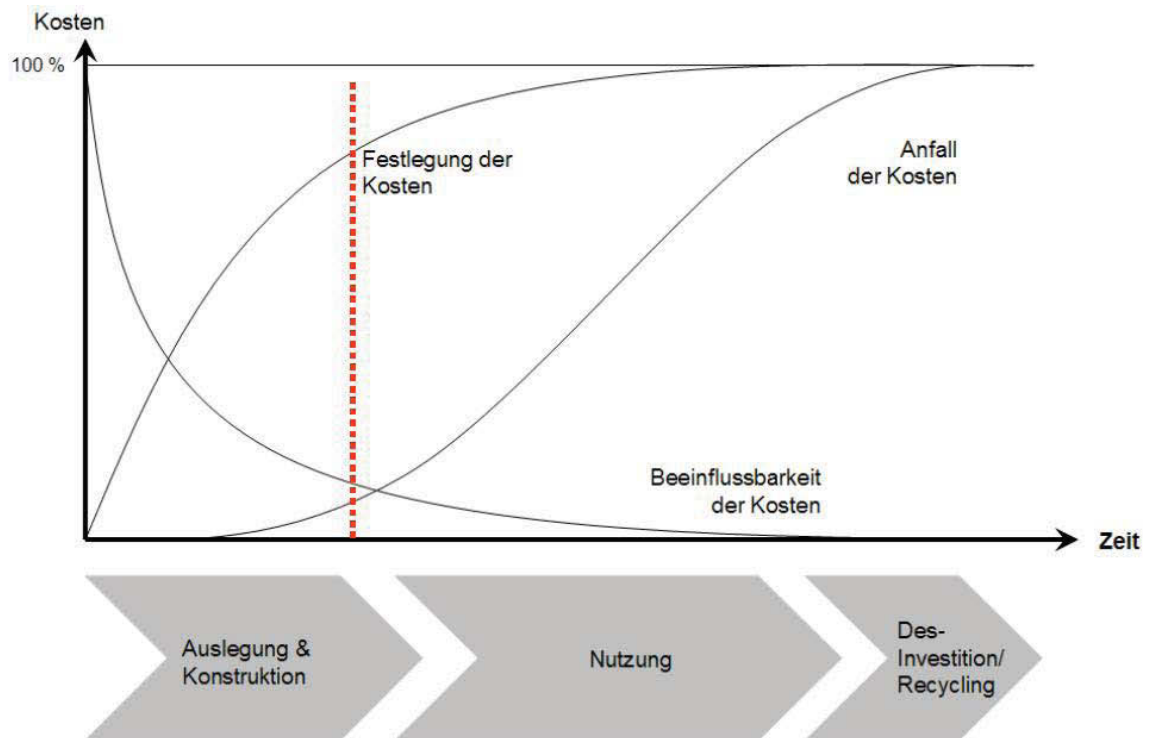 Kosten
100 %
Festlegung der
Kosten
Anfall
der Kosten
Beeinflussbarkeit
der Kosten
Zeit
Auslegung &
Konstruktion
Nutzung
Des-
Investition/
Recycling